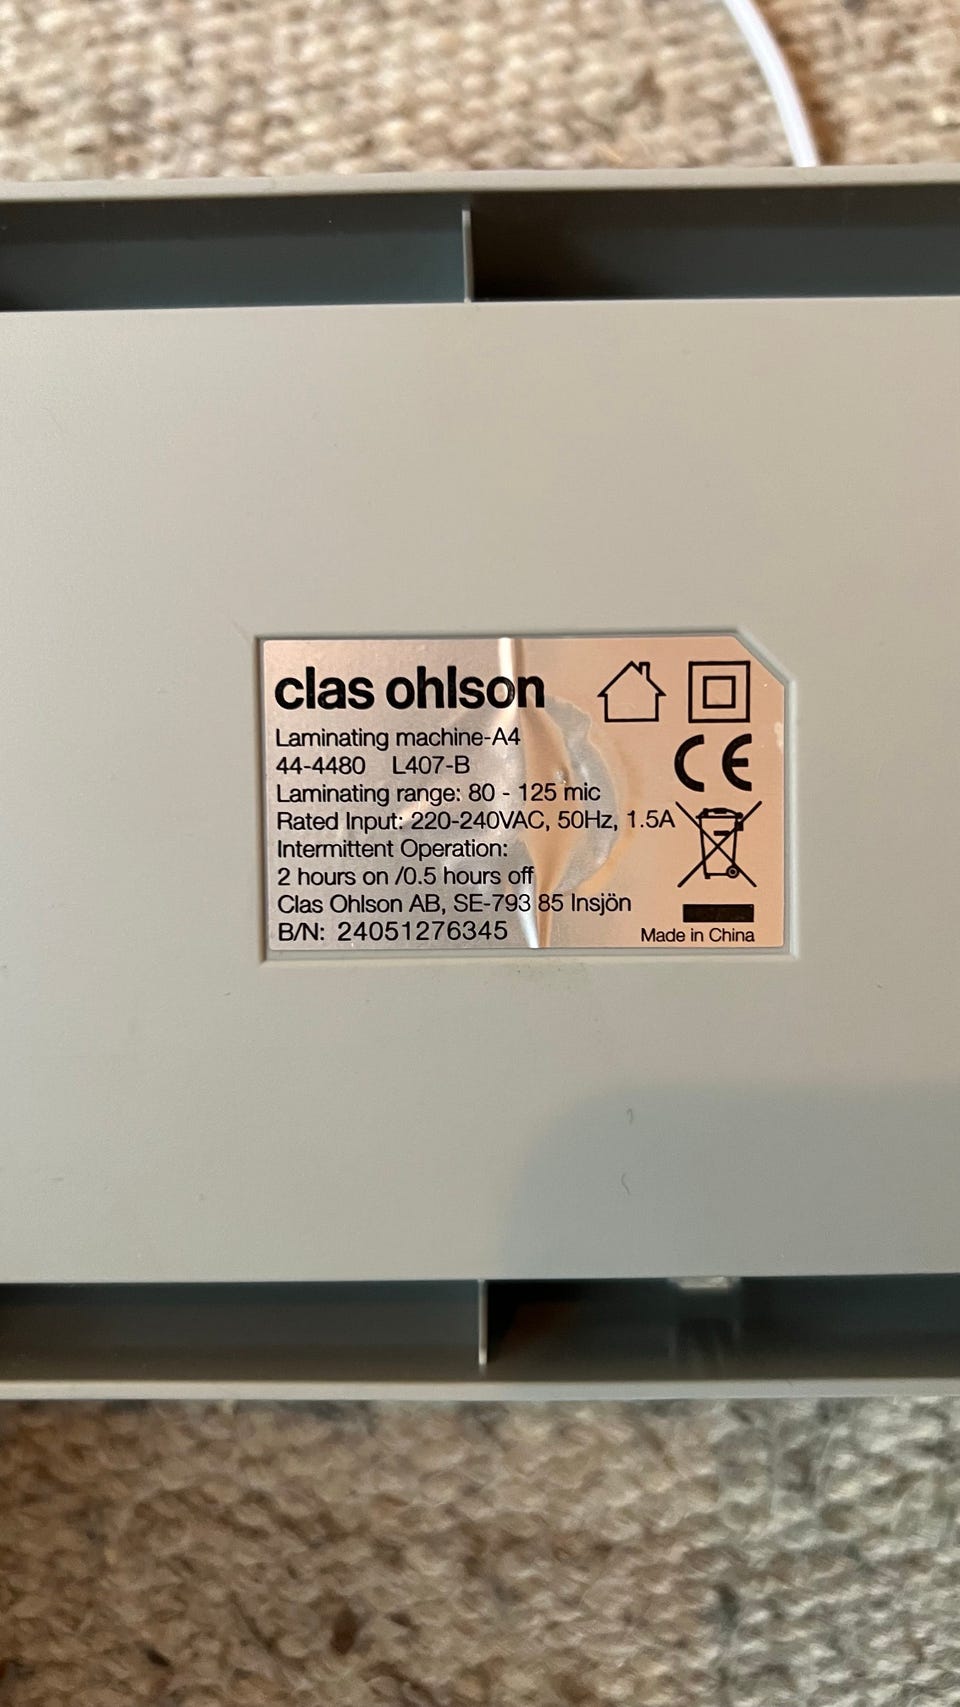 clas ohlson
Laminating machine-A4
44-4480 L407-B
Laminating range: 80 - 125 mic
Rated Input: 220-240VAC, 50Hz, 1.5A
Intermittent Operation:
2 hours on /0.5 hours off
Clas Ohlson AB, SE-793 85 Insjön
B/N: 24051276345
CE
Made in China